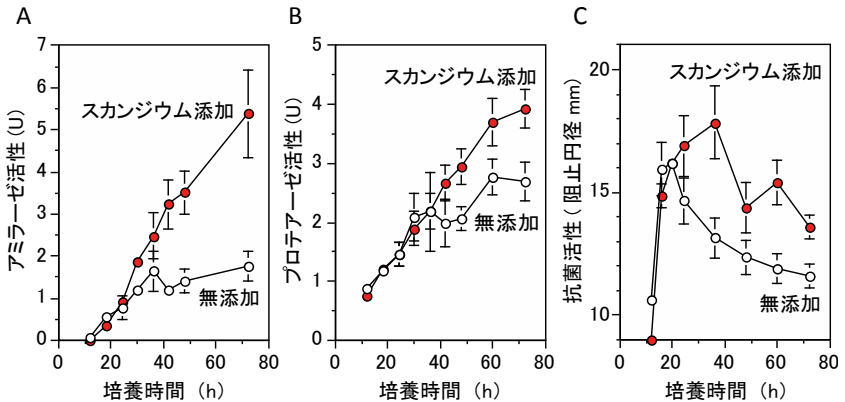 A
アミラーゼ活性 (U)
7
6
5
4
3
2
1
0
スカンジウム添加
無添加
0 20 40 60 80
培養時間 (h)
B
プロテアーゼ活性 (U)
5
4
3
2
1
0
スカンジウム添加
無添加
0 20 40 60 80
培養時間 (h)
C
抗菌活性 ( 阻止円径 mm)
20
15
10
スカンジウム添加
無添加
0 20 40 60 80
培養時間 (h)